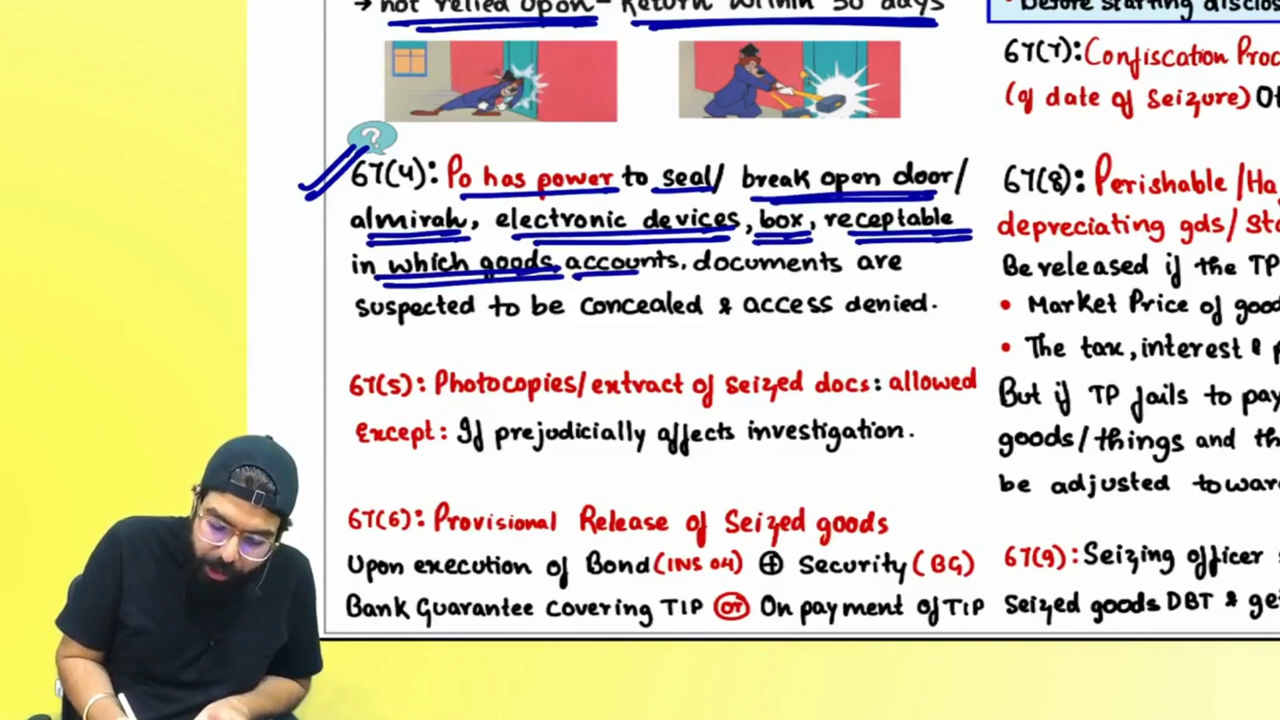 → not relied upon - Return within 30 days
?
67(4): PO has power to seal/ break open door/
almirah, electronic devices, box, receptable
in which goods, accounts, documents are
suspected to be concealed & access denied.
67(5): Photocopies/extract of seized docs: allowed
Except: If prejudicially affects investigation.
67(6): Provisional Release of Seized goods
Upon execution of Bond (INS 04) + Security (BG)
Bank Guarantee covering TIP or On payment of TIP
• Before starting disclos
67(7): Confiscation Proc
(of date of seizure)
67(8): Perishable/Ha
depreciating gds/ Sto
Be released if the TP
• Market Price of good
• The tax, interest &
But if TP fails to pay
goods/things and th
be adjusted towar
67(9): Seizing officer
Seized goods DBT & ge